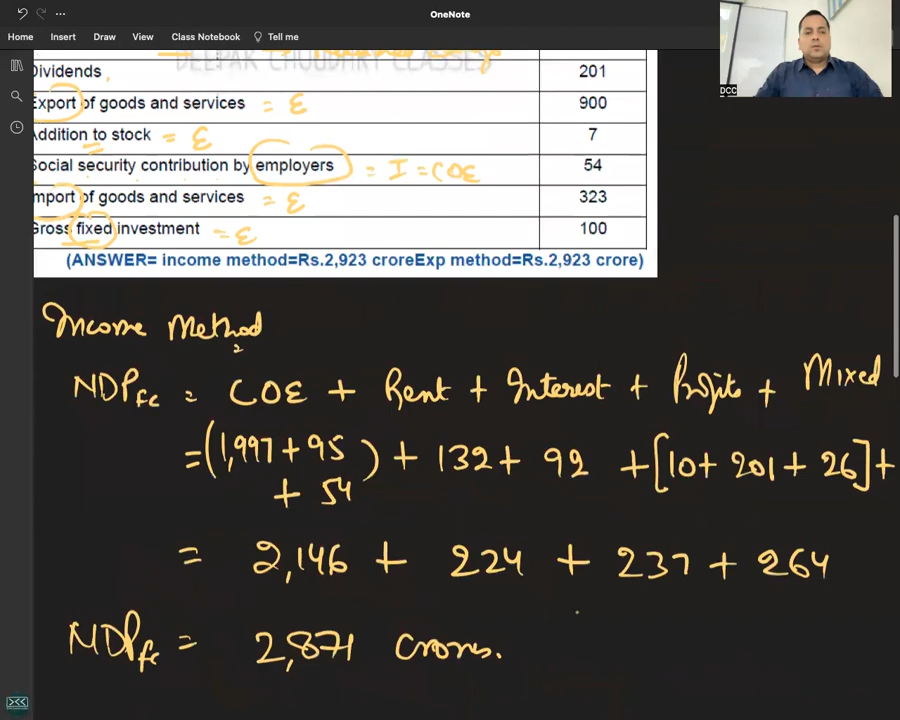 OneNote
Home Insert Draw View Class Notebook Tell me
DCC
DEEPAK CHOUDHARY CLASSES
Dividends, 201
Export of goods and services = ε 900
Addition to stock = ε 7
Social security contribution by employers = I = COE 54
mport of goods and services = ε 323
Gross fixed investment = ε 100
(ANSWER= income method=Rs.2,923 croreExp method=Rs.2,923 crore)
Income Method
NDPfc = COE + Rent + Interest + Profits + Mixed
=(1,997+95 + 54) + 132 + 92 +[10+ 201 + 26]+
= 2,146 + 224 + 237 + 264
NDPfc = 2,871 crores.